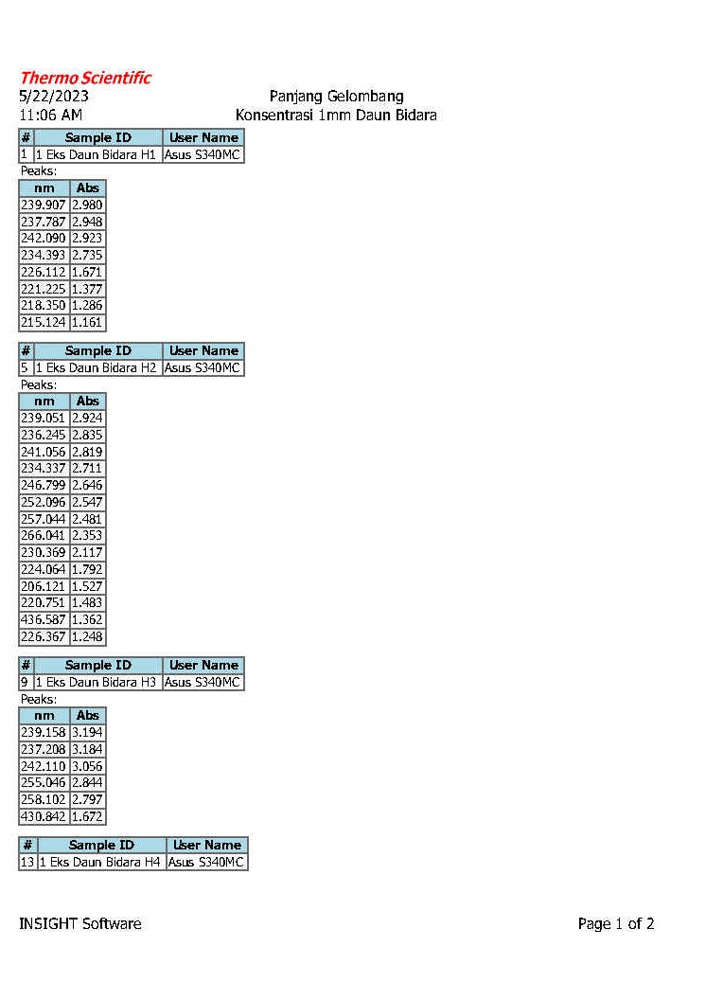 Thermo Scientific
5/22/2023 Panjang Gelombang
11:06 AM Konsentrasi 1mm Daun Bidara
# Sample ID User Name
1 1 Eks Daun Bidara H1 Asus S340MC
Peaks:
nm Abs
239.907 2.980
237.787 2.948
242.090 2.923
234.393 2.735
226.112 1.671
221.225 1.377
218.350 1.286
215.124 1.161
# Sample ID User Name
5 1 Eks Daun Bidara H2 Asus S340MC
Peaks:
nm Abs
239.051 2.924
236.245 2.835
241.056 2.819
234.337 2.711
246.799 2.646
252.096 2.547
257.044 2.481
266.041 2.353
230.369 2.117
224.064 1.792
206.121 1.527
220.751 1.483
436.587 1.362
226.367 1.248
# Sample ID User Name
9 1 Eks Daun Bidara H3 Asus S340MC
Peaks:
nm Abs
239.158 3.194
237.208 3.184
242.110 3.056
255.046 2.844
258.102 2.797
430.842 1.672
# Sample ID User Name
13 1 Eks Daun Bidara H4 Asus S340MC
INSIGHT Software Page 1 of 2